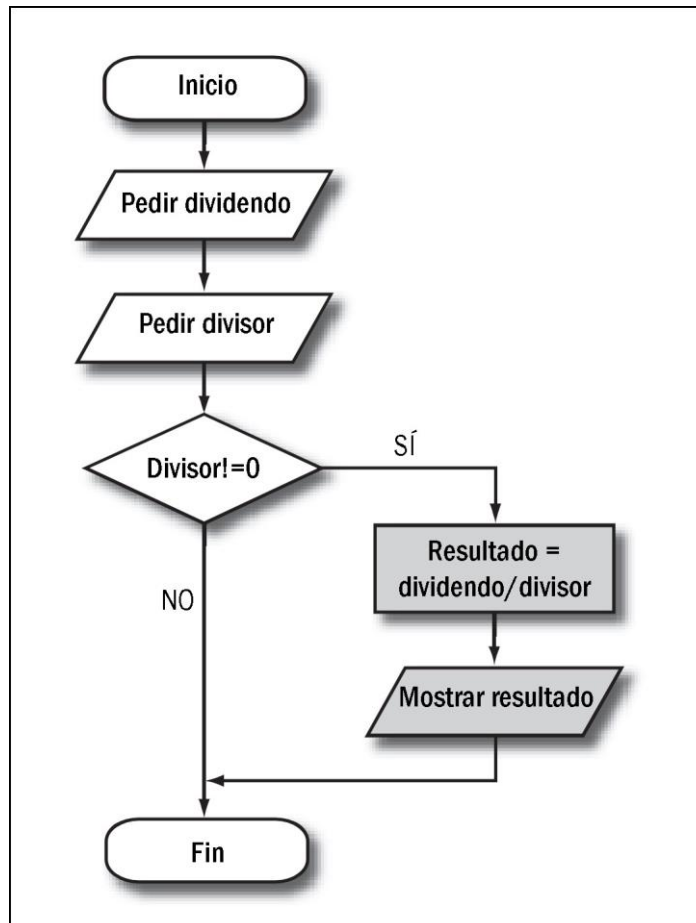 Inicio
Pedir dividendo
Pedir divisor
Divisor!=0
SÍ
Resultado =
dividendo/divisor
NO
Mostrar resultado
Fin